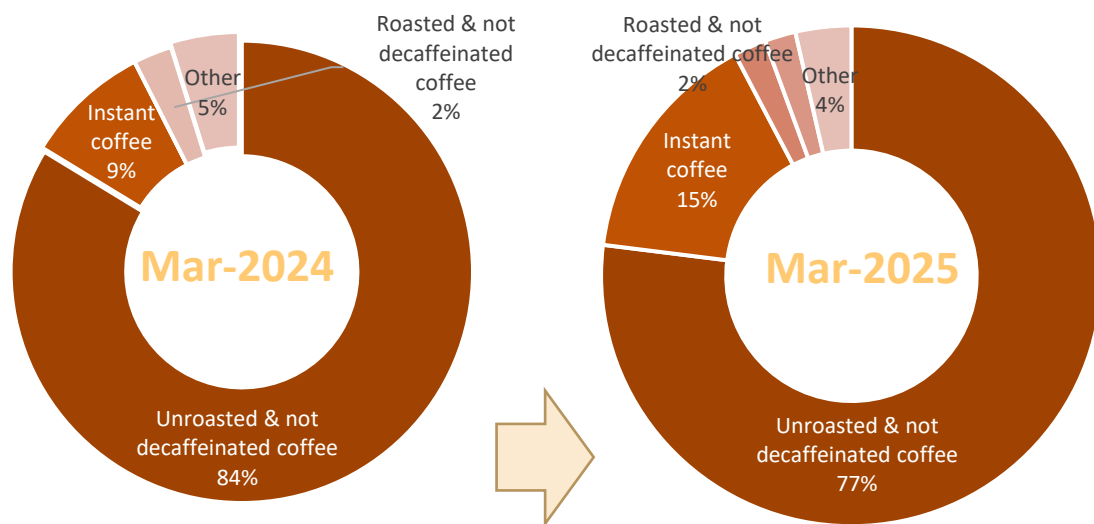 Roasted & not
decaffeinated
coffee
2%
Other
5%
Instant
coffee
9%
Mar-2024
Unroasted & not
decaffeinated coffee
84%
Roasted & not
decaffeinated coffee
2%
Other
4%
Instant
coffee
15%
Mar-2025
Unroasted & not
decaffeinated coffee
77%